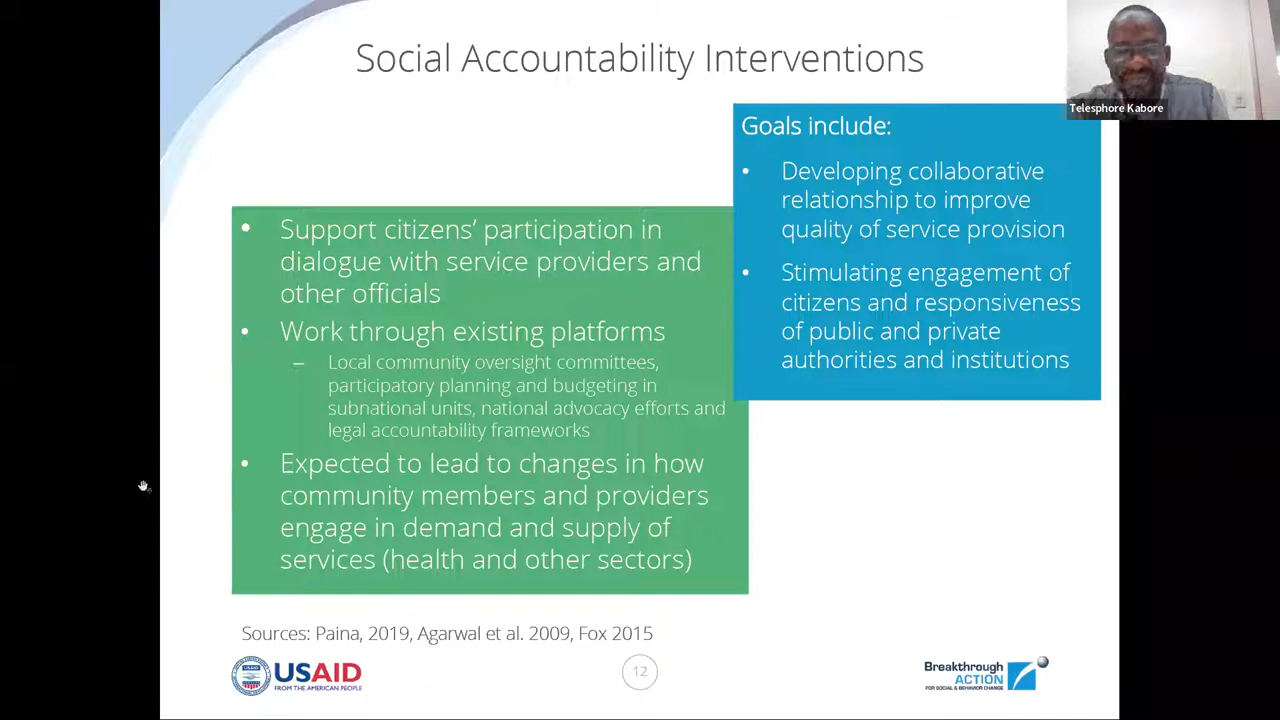 Social Accountability Interventions
Telesphore Kabore
Goals include:
• Developing collaborative
relationship to improve
quality of service provision
• Stimulating engagement of
citizens and responsiveness
of public and private
authorities and institutions
• Support citizens’ participation in
dialogue with service providers and
other officials
• Work through existing platforms
– Local community oversight committees,
participatory planning and budgeting in
subnational units, national advocacy efforts and
legal accountability frameworks
• Expected to lead to changes in how
community members and providers
engage in demand and supply of
services (health and other sectors)
Sources: Paina, 2019, Agarwal et al. 2009, Fox 2015
USAID
FROM THE AMERICAN PEOPLE
12
Breakthrough
ACTION
FOR SOCIAL & BEHAVIOR CHANGE